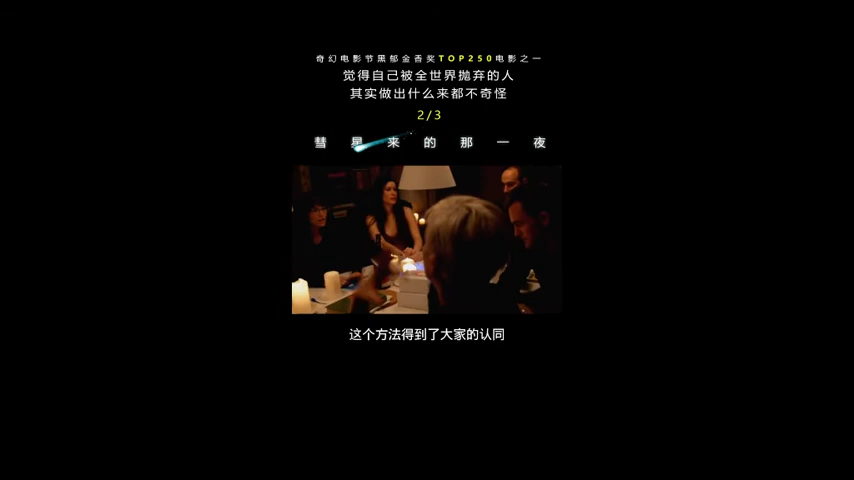 奇幻电影节黑郁金香奖TOP250电影之一
觉得自己被全世界抛弃的人
其实做出什么来都不奇怪
2/3
彗星来的那一夜
这个方法得到了大家的认同